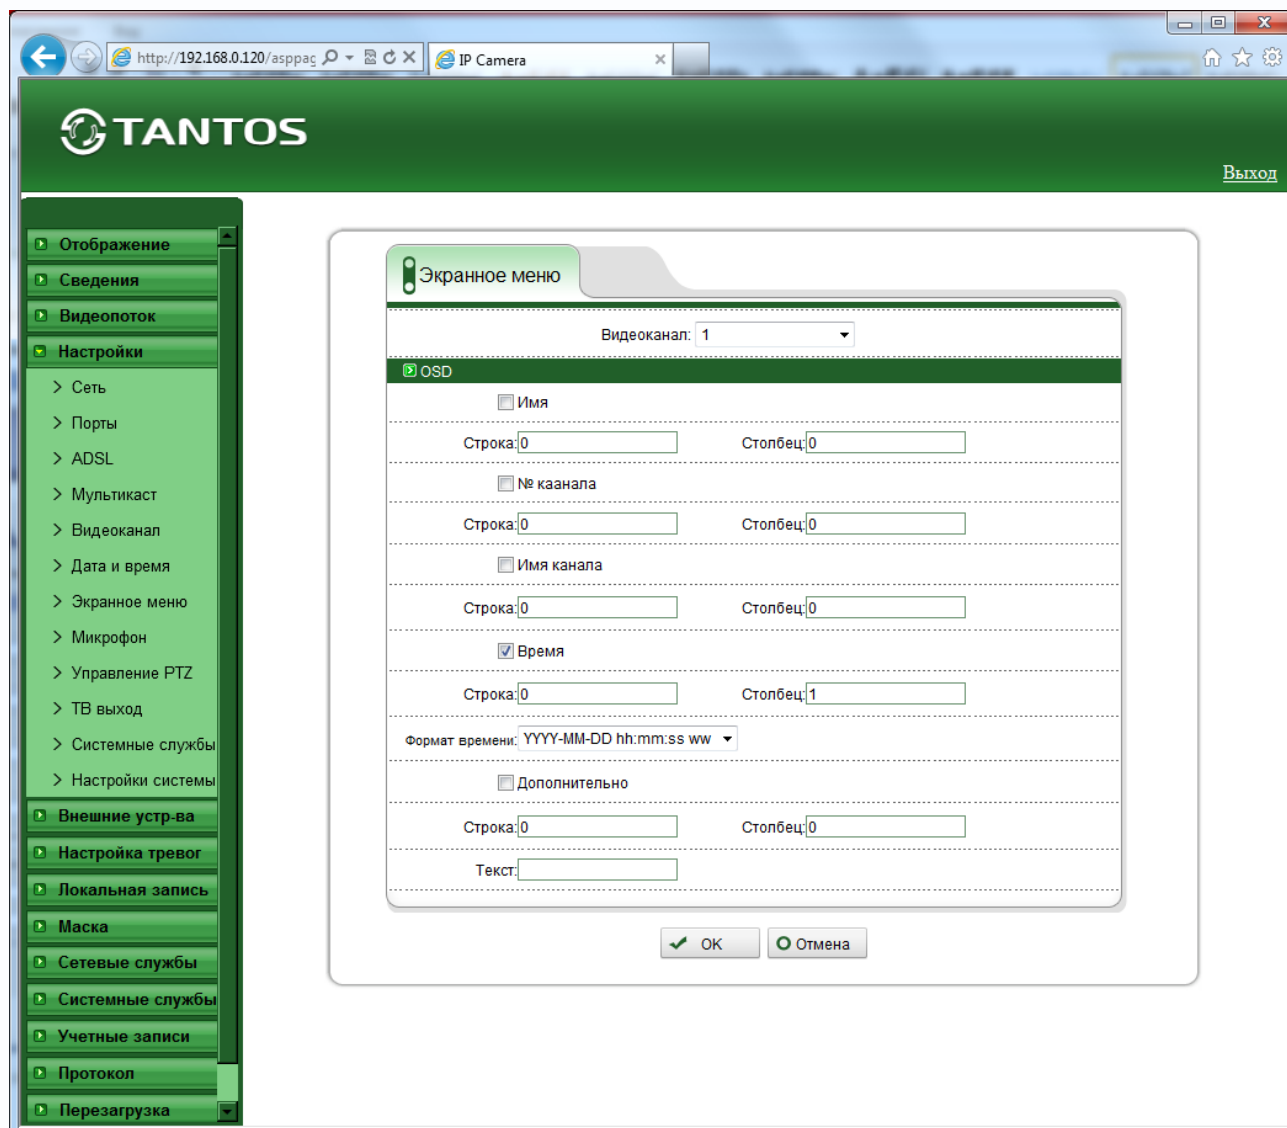 http://192.168.0.120/asppag
IP Camera
TANTOS
Выход
Отображение
Сведения
Видеопоток
Настройки
Сеть
Порты
ADSL
Мультикаст
Видеоканал
Дата и время
Экранное меню
Микрофон
Управление PTZ
ТВ выход
Системные службы
Настройки системы
Внешние устр-ва
Настройка тревог
Локальная запись
Маска
Сетевые службы
Системные службы
Учетные записи
Протокол
Перезагрузка
Экранное меню
Видеоканал: 1
OSD
Имя
Строка: 0 Столбец: 0
№ каанала
Строка: 0 Столбец: 0
Имя канала
Строка: 0 Столбец: 0
Время
Строка: 0 Столбец: 1
Формат времени: YYYY-MM-DD hh:mm:ss ww
Дополнительно
Строка: 0 Столбец: 0
Текст:
OK Отмена